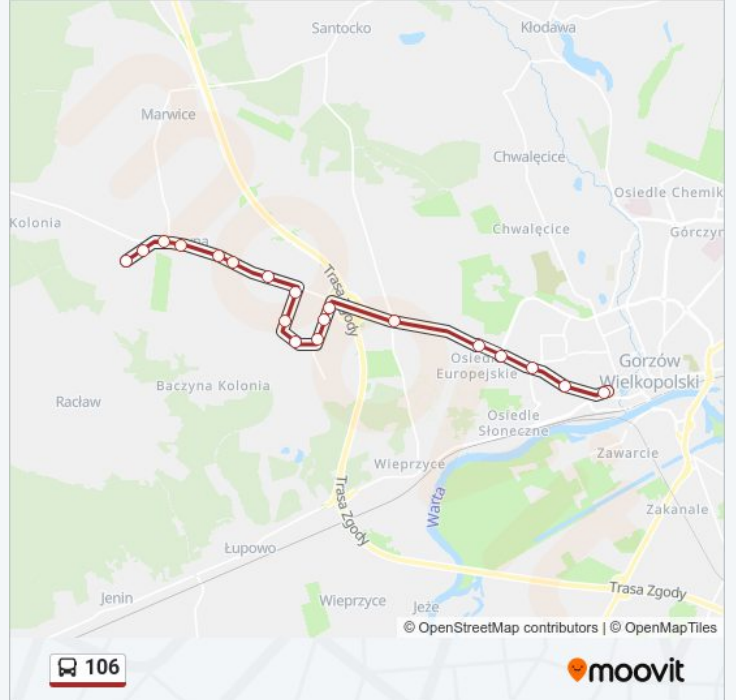 Santocko
Kłodawa
Marwice
Chwalęcice
Osiedle Chemik
Kolonia
Chwalęcice
Górczyn
na
Trasa Zgody
Osiedle
Europejskie
Gorzów
Wielkopolski
Baczyna Kolonia
Racław
Osiedle
Słoneczne
Zawarcie
Wieprzyce
Warta
Trasa Zgody
Zakanale
Łupowo
Jenin
Wieprzyce
Jeże
Trasa Zgody
© OpenStreetMap contributors | © OpenMapTiles
106
moovit